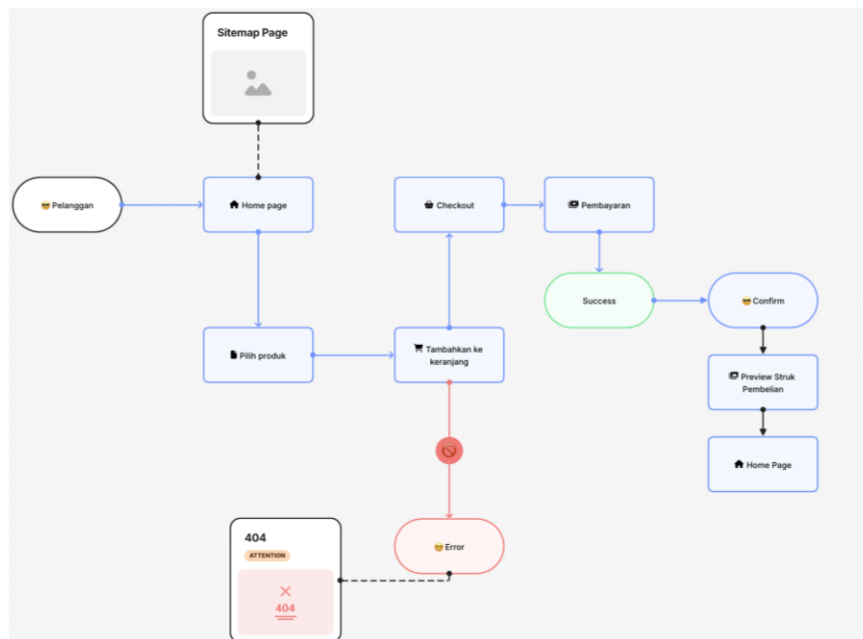 Sitemap Page
Pelanggan
Home page
Checkout
Pembayaran
Success
Confirm
Pilih produk
Tambahkan ke
keranjang
Preview Struk
Pembelian
Home Page
Error
404
ATTENTION
404